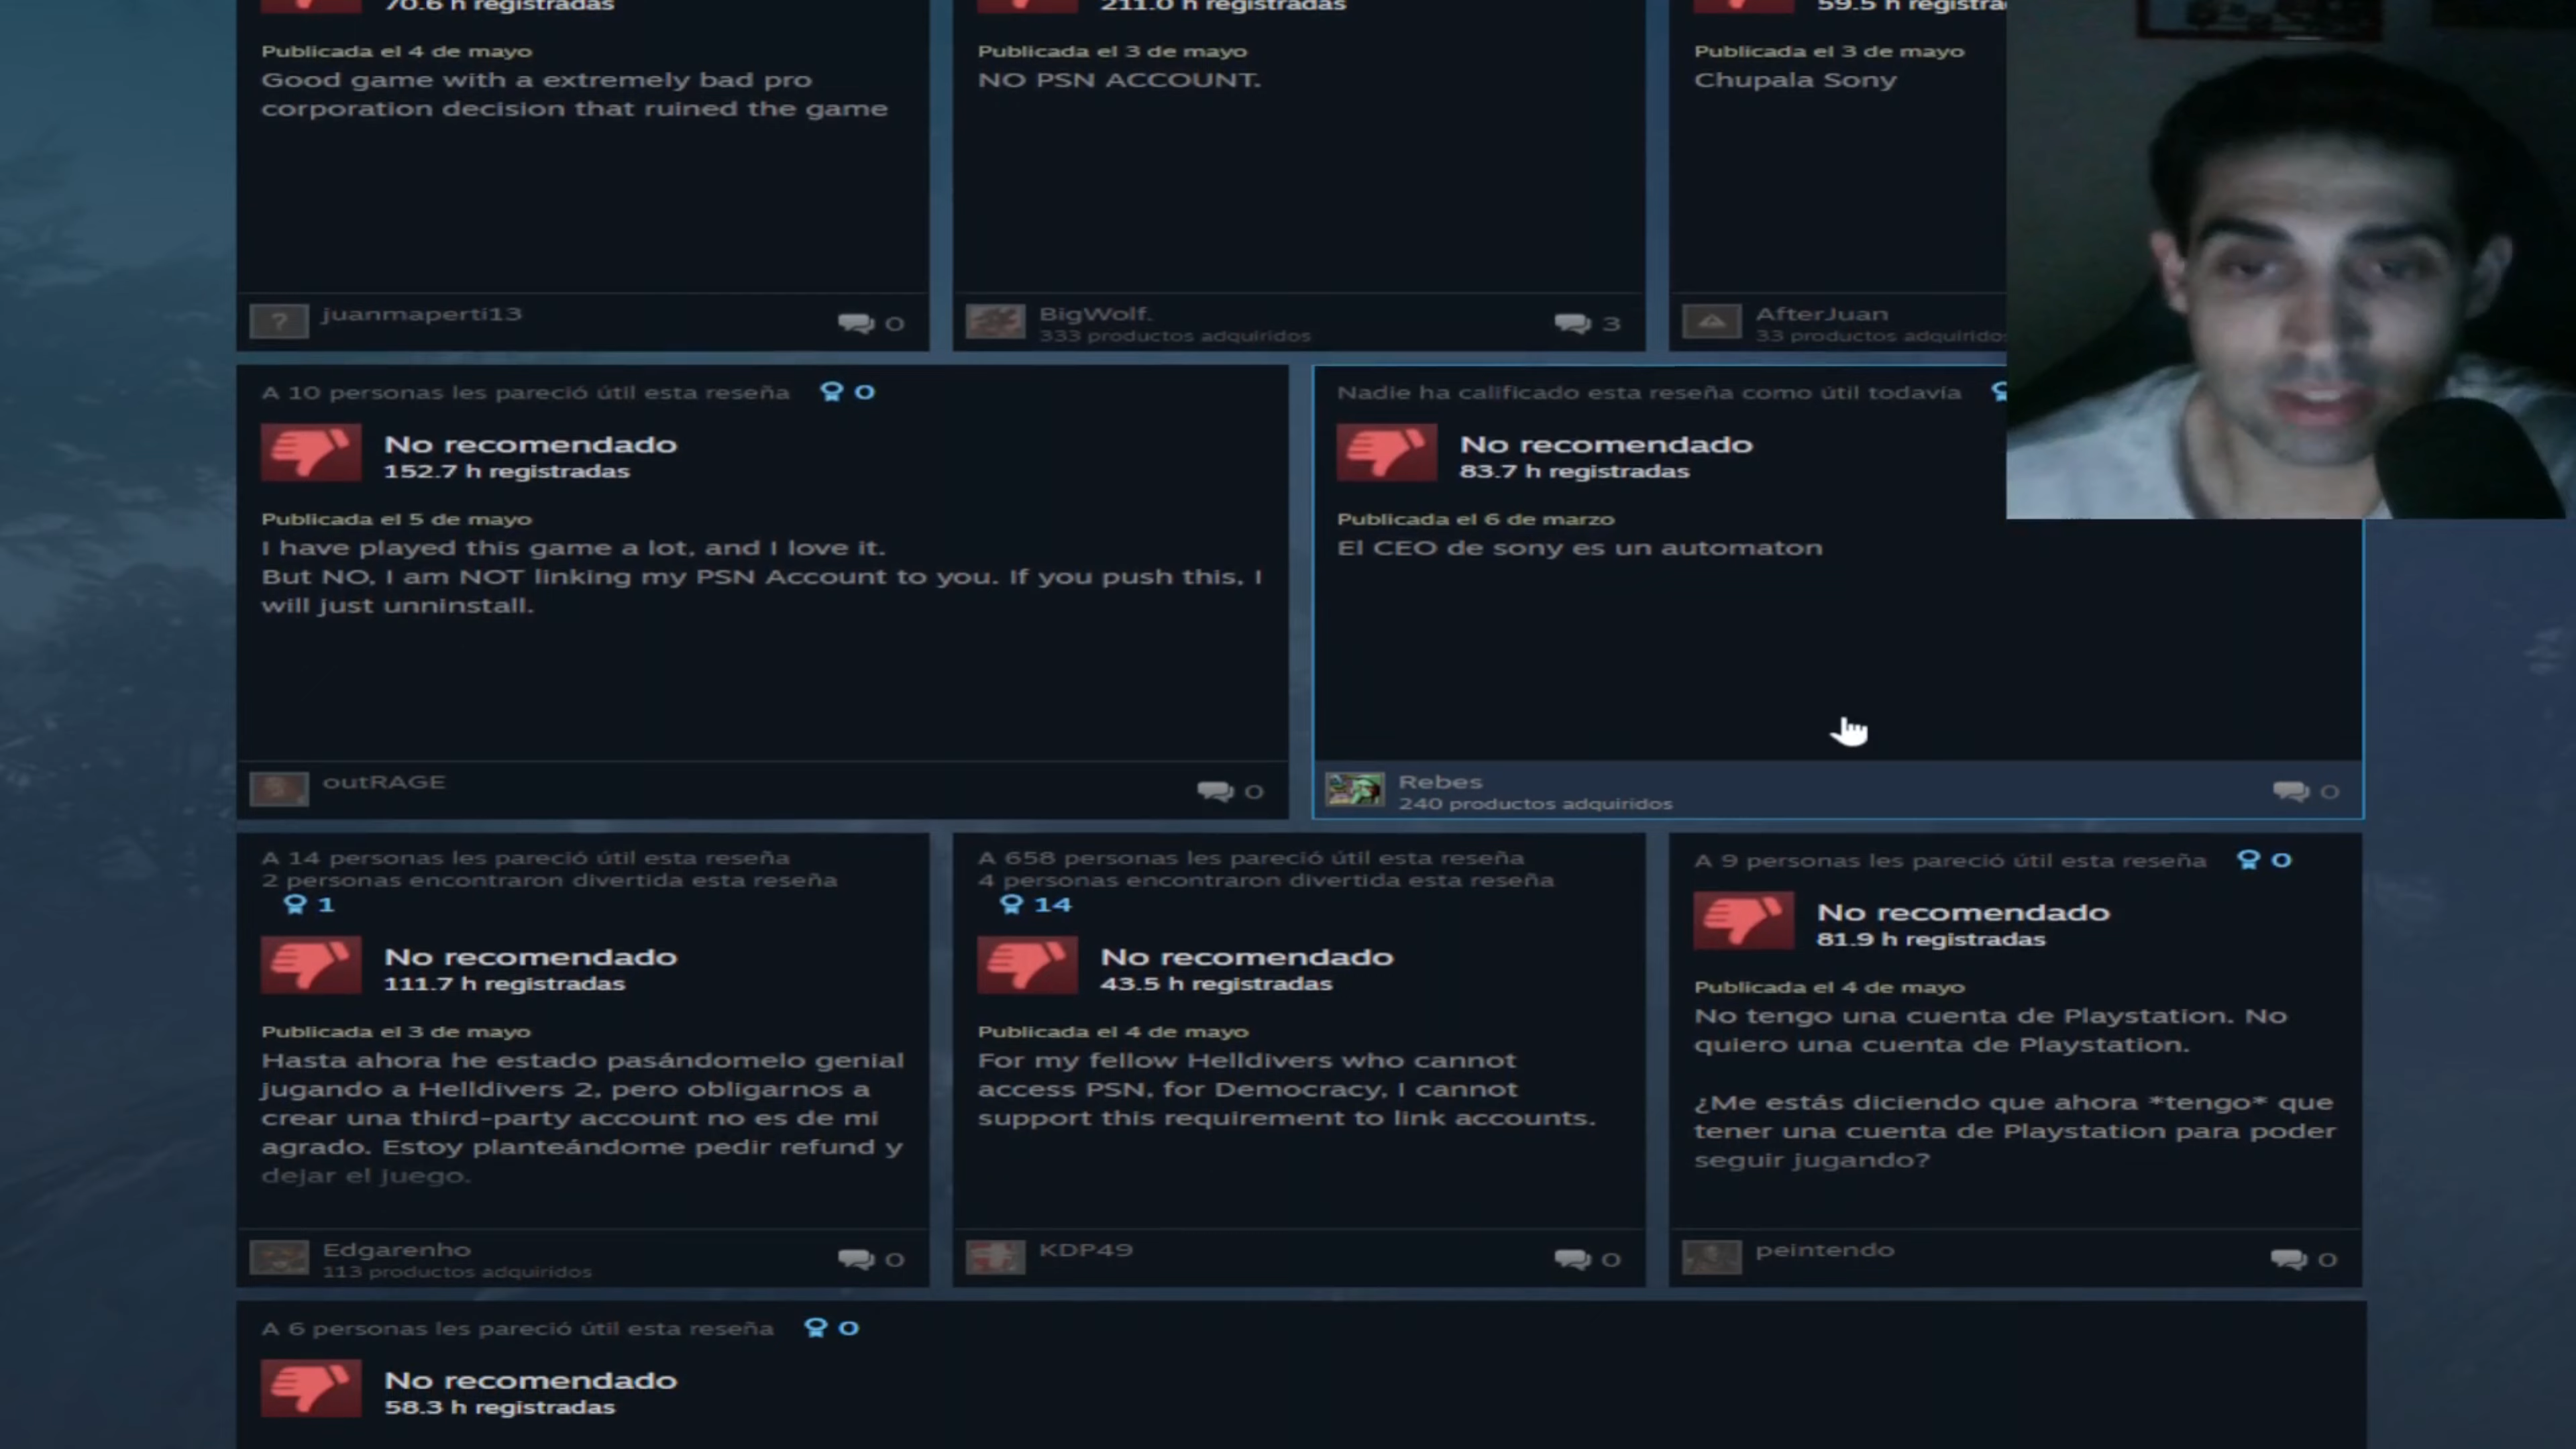 70.6 h registradas
Publicada el 4 de mayo
Good game with a extremely bad pro
corporation decision that ruined the game
juanmaperti13
0
211.0 h registradas
Publicada el 3 de mayo
NO PSN ACCOUNT.
BigWolf.
3
333 productos adquiridos
59.5 h
Publicada el 3 de mayo
Chupala Sony
AfterJuan
33 productos
A 10 personas les pareció útil esta reseña 0
No recomendado
152.7 h registradas
Publicada el 5 de mayo
I have played this game a lot, and I love it.
But NO, I am NOT linking my PSN Account to you. If you push this, I
will just unninstall.
outRAGE
0
Nadie ha calificado esta reseña como útil todavía
No recomendado
83.7 h registradas
Publicada el 6 de marzo
El CEO de sony es un automaton
Rebes
240 productos adquiridos
0
A 14 personas les pareció útil esta reseña
2 personas encontraron divertida esta reseña
1
No recomendado
111.7 h registradas
Publicada el 3 de mayo
Hasta ahora he estado pasándomelo genial
jugando a Helldivers 2, pero obligarnos a
crear una third-party account no es de mi
agrado. Estoy planteándome pedir refund y
dejar el juego.
Edgarenho
113 productos adquiridos
0
A 658 personas les pareció útil esta reseña
4 personas encontraron divertida esta reseña
14
No recomendado
43.5 h registradas
Publicada el 4 de mayo
For my fellow Helldivers who cannot
access PSN, for Democracy, I cannot
support this requirement to link accounts.
KDP49
0
A 9 personas les pareció útil esta reseña 0
No recomendado
81.9 h registradas
Publicada el 4 de mayo
No tengo una cuenta de Playstation. No
quiero una cuenta de Playstation.
¿Me estás diciendo que ahora *tengo* que
tener una cuenta de Playstation para poder
seguir jugando?
peintendo
0
A 6 personas les pareció útil esta reseña 0
No recomendado
58.3 h registradas